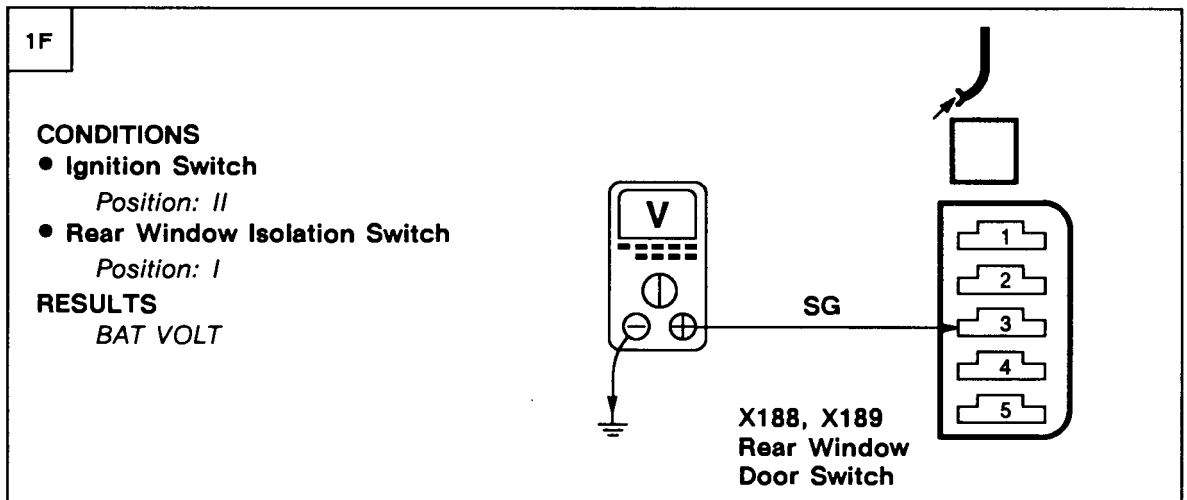 1F
CONDITIONS
● Ignition Switch
Position: II
● Rear Window Isolation Switch
Position: I
RESULTS
BAT VOLT
V
SG
1
2
3
4
5
X188, X189
Rear Window
Door Switch